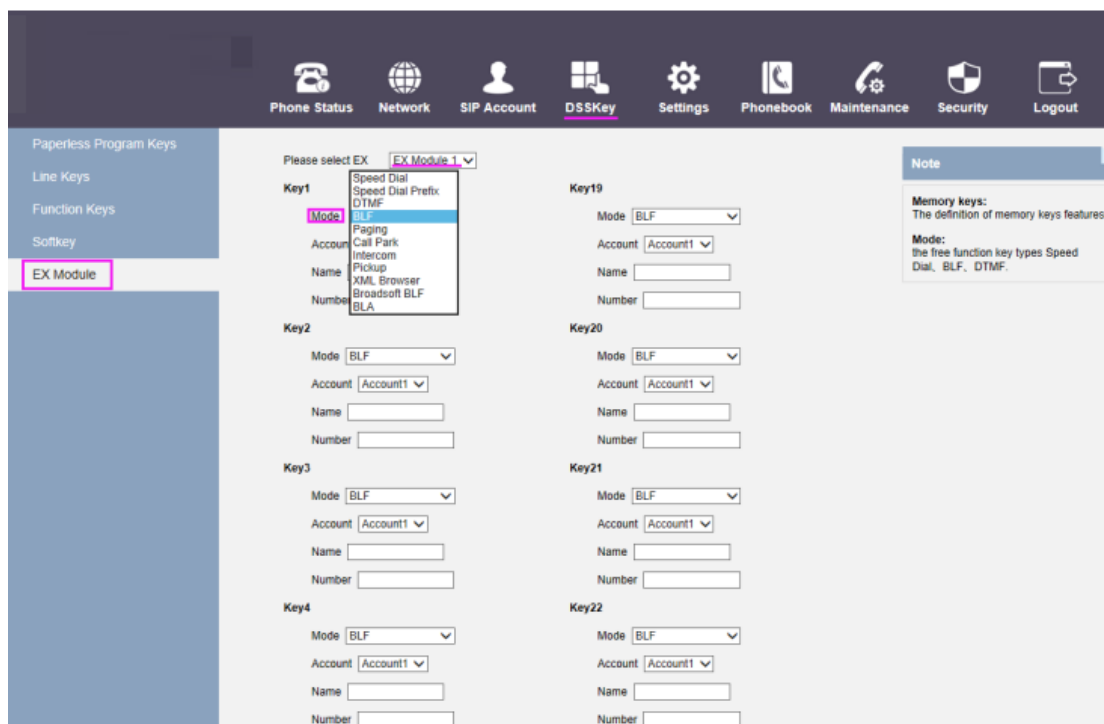 Phone Status Network SIP Account DSSKey Settings Phonebook Maintenance Security Logout
Paperless Program Keys
Line Keys
Function Keys
Softkey
EX Module
Please select EX EX Module 1
Key1
Mode
Speed Dial
Speed Dial Prefix
DTMF
BLF
Paging
Call Park
Intercom
Pickup
XML Browser
Broadsoft BLF
BLA
Accoun
Name
Number
Key2
Mode BLF
Account Account1
Name
Number
Key3
Mode BLF
Account Account1
Name
Number
Key4
Mode BLF
Account Account1
Name
Number
Key19
Mode BLF
Account Account1
Name
Number
Key20
Mode BLF
Account Account1
Name
Number
Key21
Mode BLF
Account Account1
Name
Number
Key22
Mode BLF
Account Account1
Name
Number
Note
Memory keys:
The definition of memory keys features
Mode:
the free function key types Speed
Dial、BLF、DTMF.